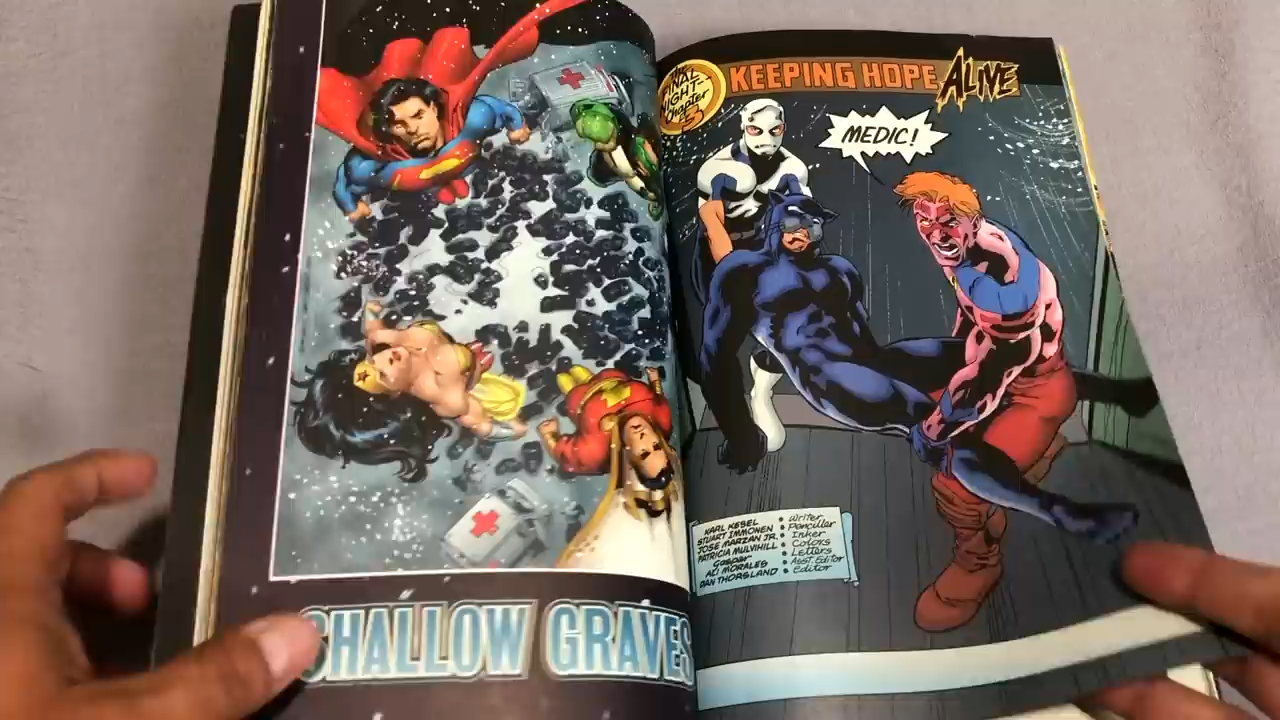 SHALLOW GRAVES
FINAL
NIGHT
Chapter
5
KEEPING HOPE ALIVE
MEDIC!
KARL KESEL • Writer
STUART IMMONEN • Penciller
JOSE MARZAN JR. • Inker
PATRICIA MULVIHILL • Colors
GASPAR • Letters
ALI MORALES • Asst. Editor
DAN THORSLAND • Editor